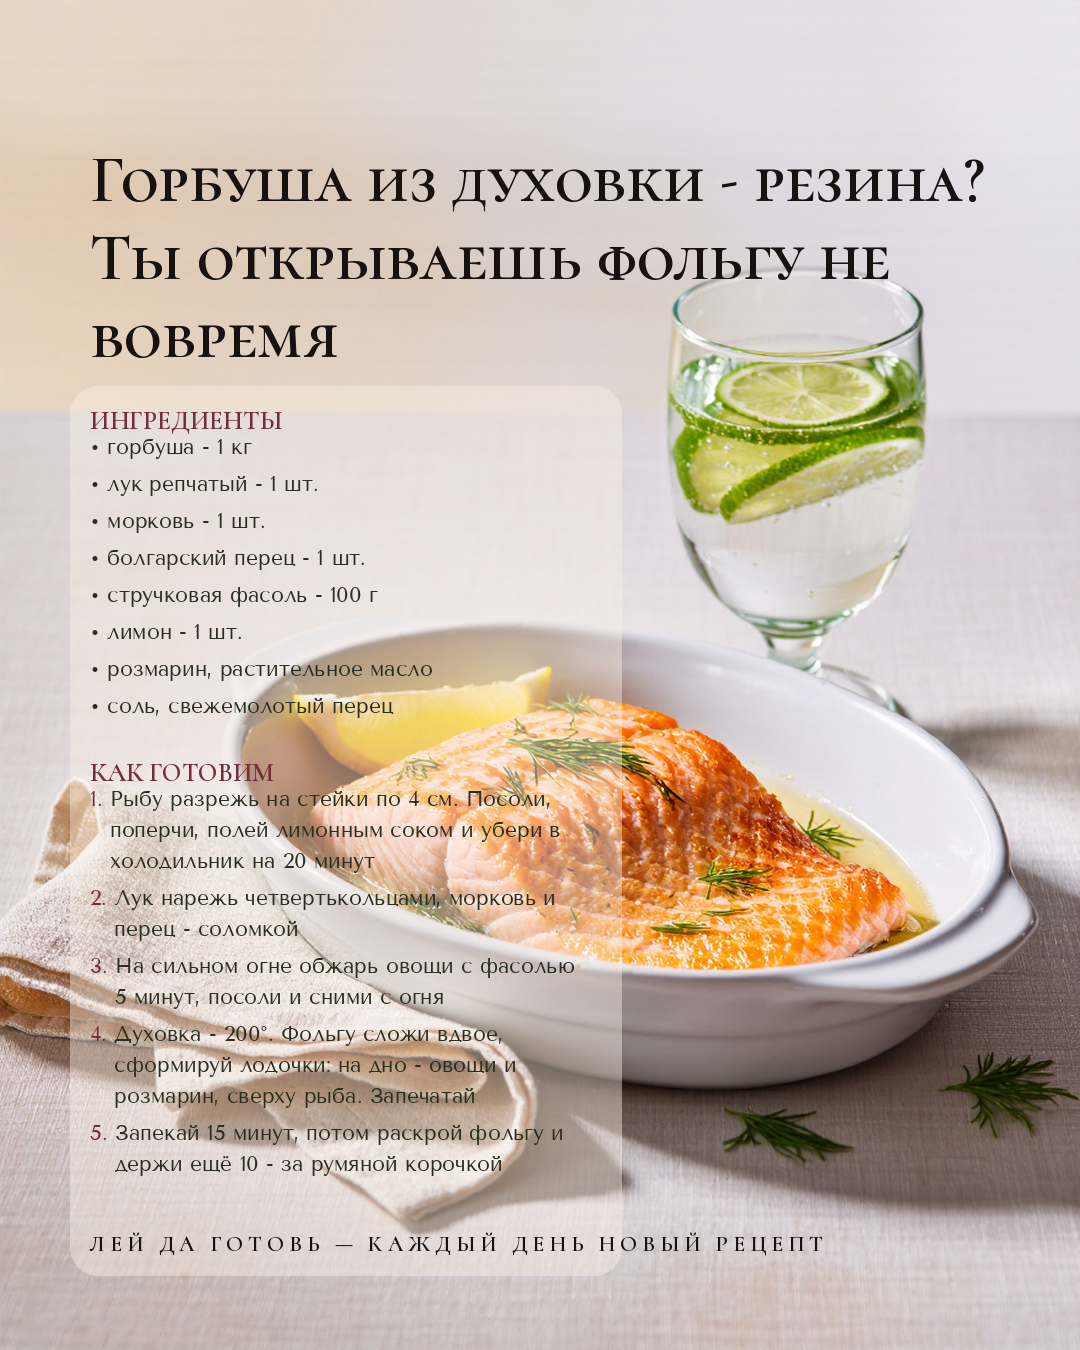 Горбуша из духовки - резина?
Ты открываешь фольгу не
вовремя
ИНГРЕДИЕНТЫ
• горбуша - 1 кг
• лук репчатый - 1 шт.
• морковь - 1 шт.
• болгарский перец - 1 шт.
• стручковая фасоль - 100 г
• лимон - 1 шт.
• розмарин, растительное масло
• соль, свежемолотый перец
КАК ГОТОВИМ
1. Рыбу разрежь на стейки по 4 см. Посоли,
поперчи, полей лимонным соком и убери в
холодильник на 20 минут
2. Лук нарежь четвертькольцами, морковь и
перец - соломкой
3. На сильном огне обжарь овощи с фасолью
5 минут, посоли и сними с огня
4. Духовка - 200°. Фольгу сложи вдвое,
сформируй лодочки: на дно - овощи и
розмарин, сверху рыба. Запечатай
5. Запекай 15 минут, потом раскрой фольгу и
держи ещё 10 - за румяной корочкой
ЛЕЙ ДА ГОТОВЬ — КАЖДЫЙ ДЕНЬ НОВЫЙ РЕЦЕПТ